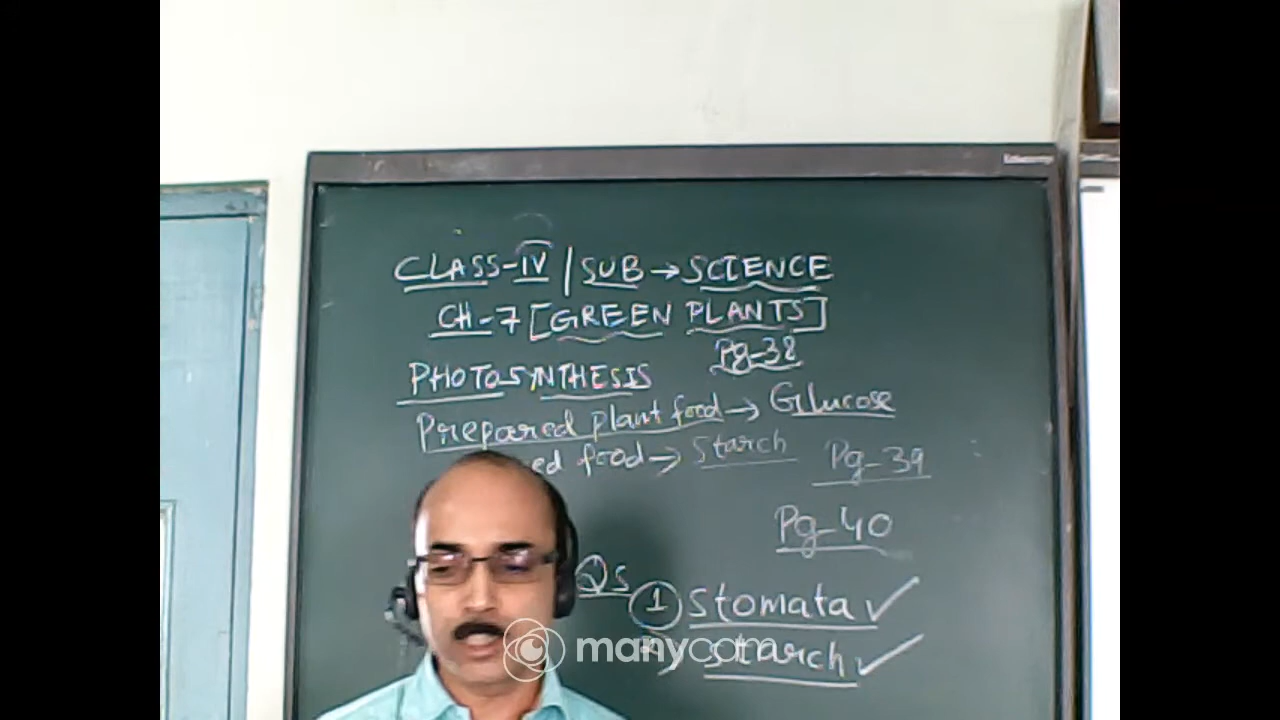 CLASS-IV | SUB → SCIENCE
CH-7 [GREEN PLANTS]
Pg-38
PHOTOSYNTHESIS
Prepared plant food → Glucose
ed food → Starch
Pg-39
Pg-40
Qs
① Stomata ✓
starch ✓
manycam